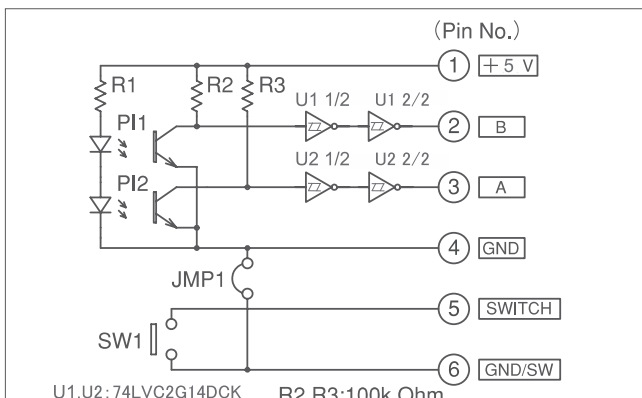 (Pin No.)
R1 R2 R3 1 + 5 V
U1 1/2 U1 2/2
PI1 2 B
U2 1/2 U2 2/2
PI2 3 A
4 GND
JMP1
5 SWITCH
SW1
6 GND/SW
U1,U2:74LVC2G14DCK R2,R3:100k Ohm